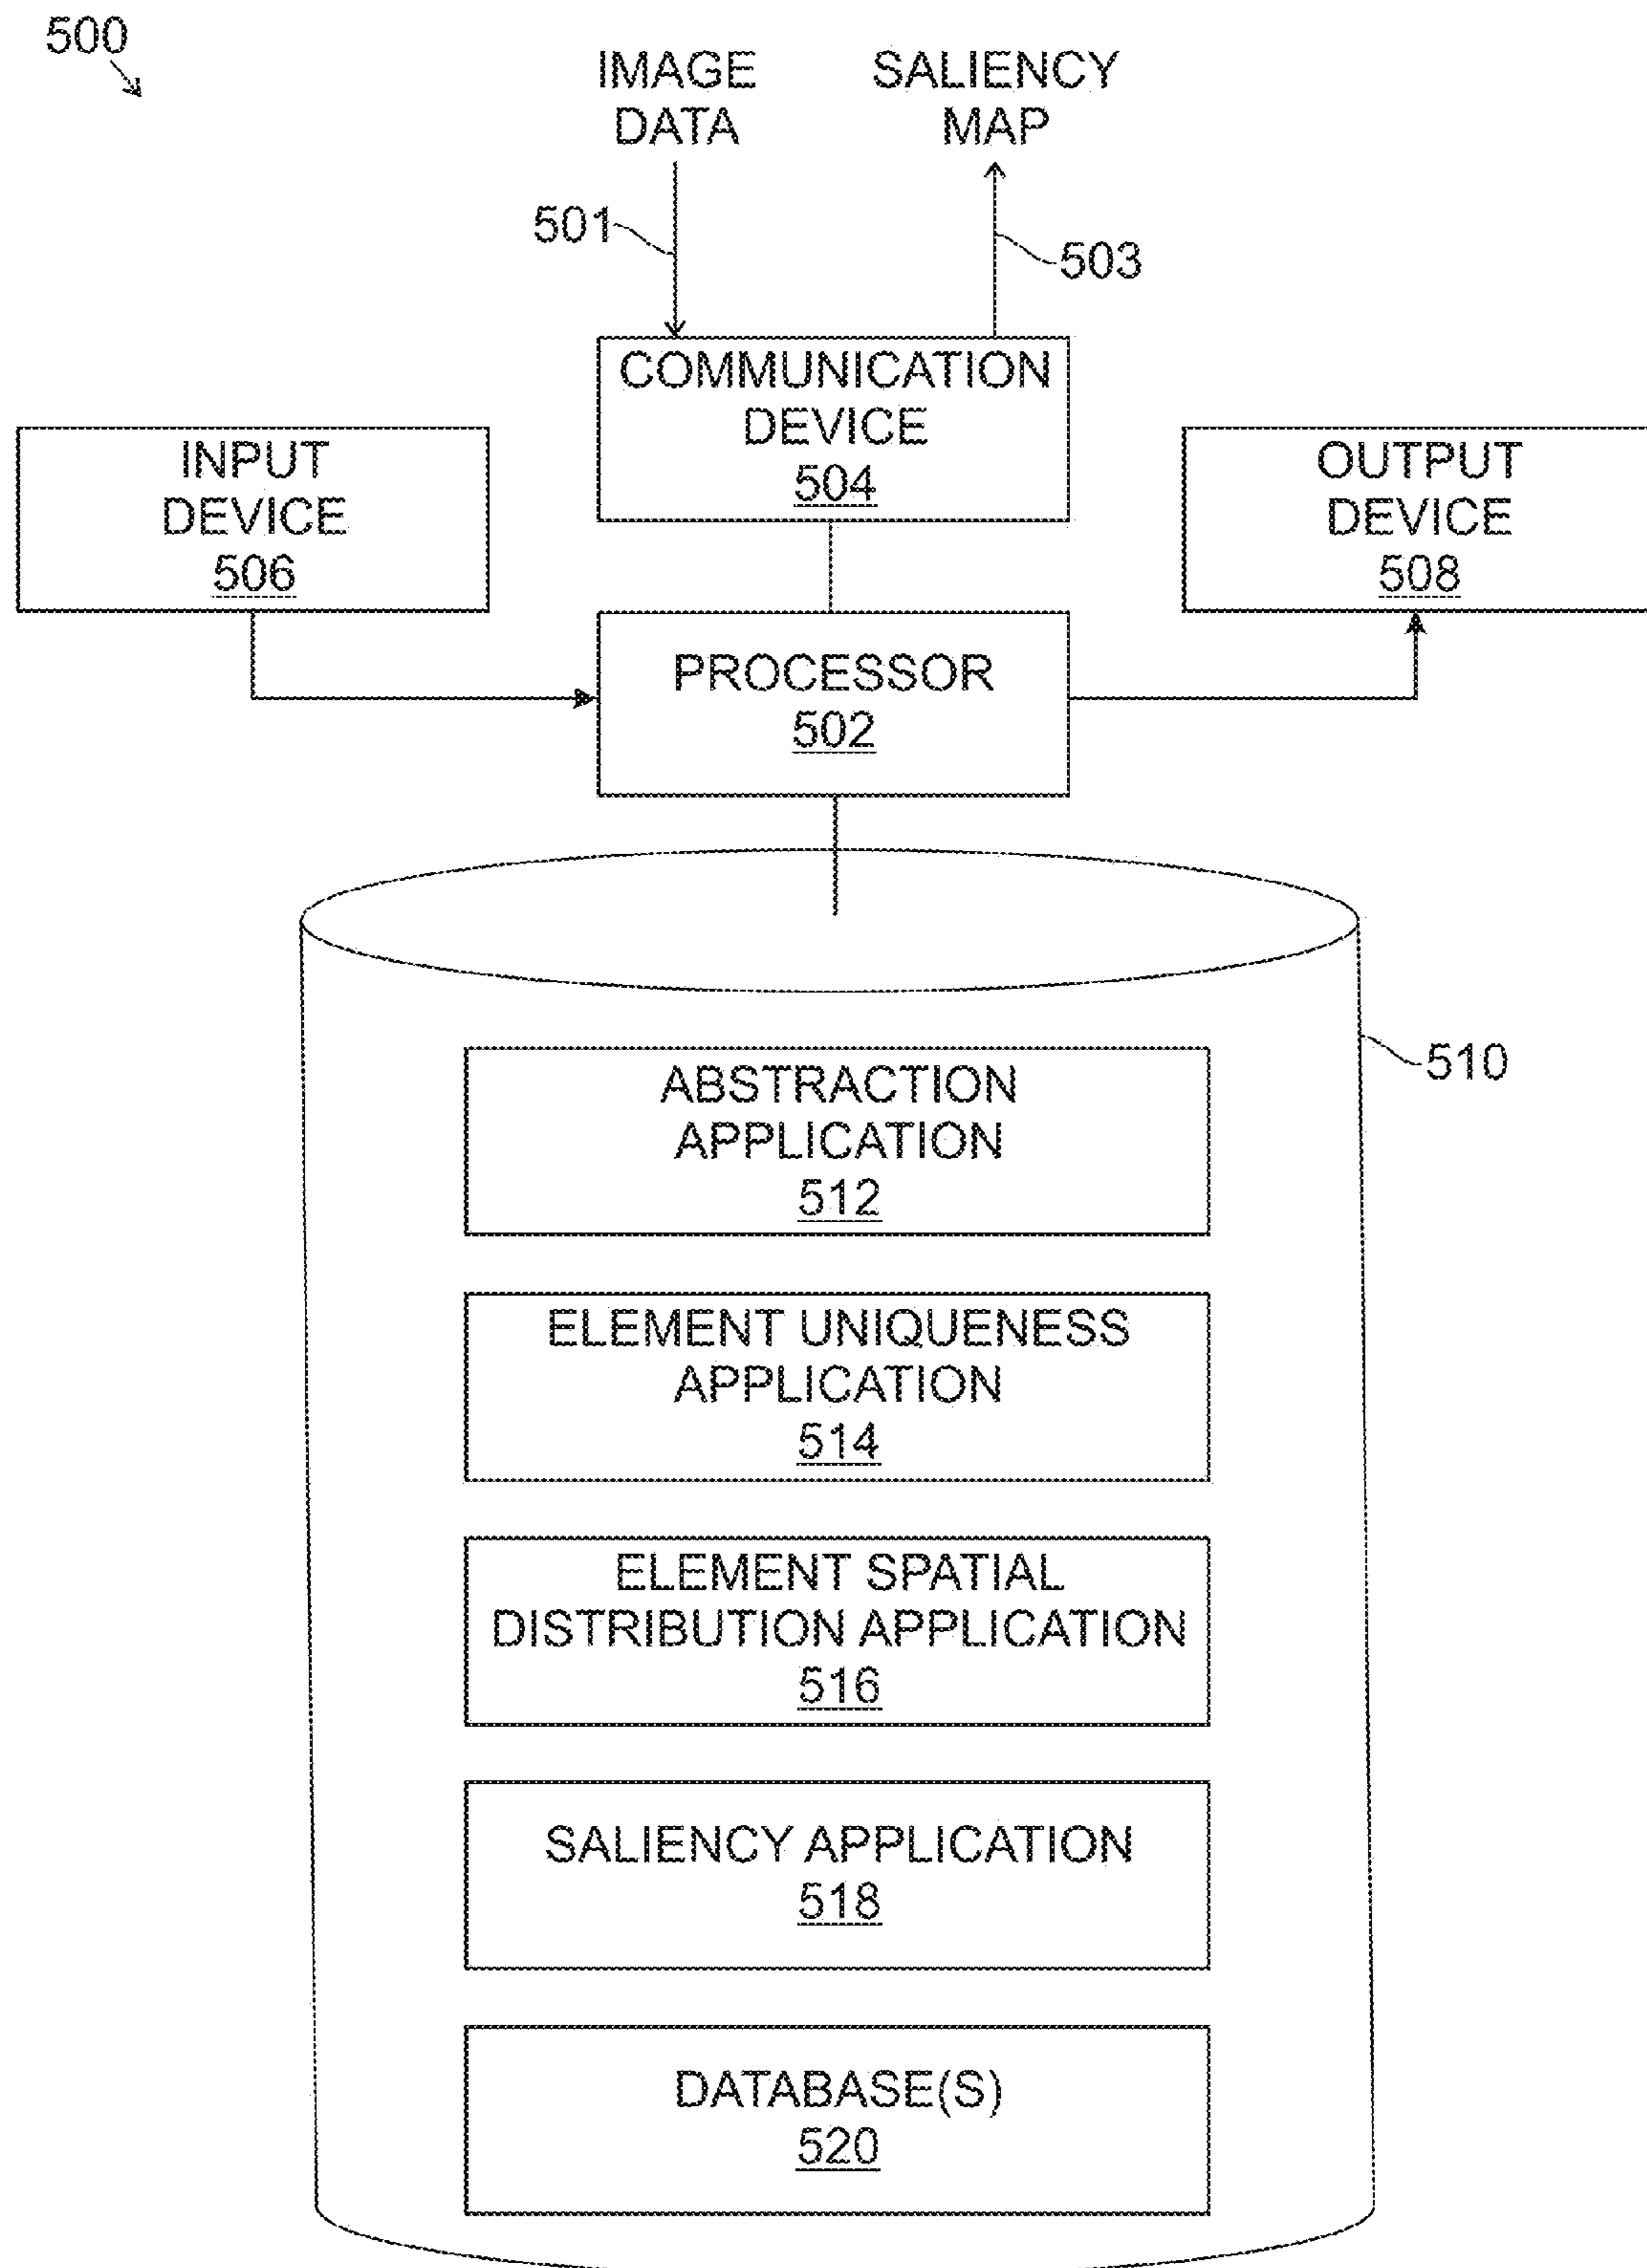 500
IMAGE
DATA
SALIENCY
MAP
501
503
COMMUNICATION
DEVICE
504
INPUT
DEVICE
506
OUTPUT
DEVICE
508
PROCESSOR
502
510
ABSTRACTION
APPLICATION
512
ELEMENT UNIQUENESS
APPLICATION
514
ELEMENT SPATIAL
DISTRIBUTION APPLICATION
516
SALIENCY APPLICATION
518
DATABASE(S)
520